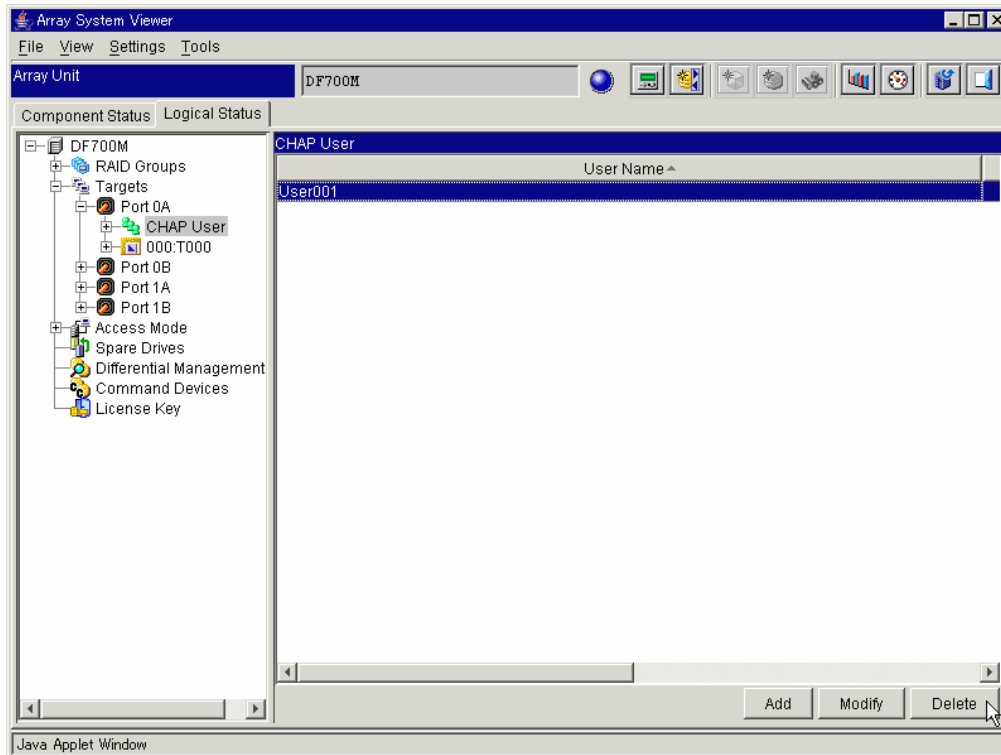 Array System Viewer
File View Settings Tools
Array Unit
DF700M
Component Status Logical Status
DF700M
RAID Groups
Targets
Port 0A
CHAP User
000:T000
Port 0B
Port 1A
Port 1B
Access Mode
Spare Drives
Differential Management
Command Devices
License Key
CHAP User
User Name
User001
Add Modify Delete
Java Applet Window